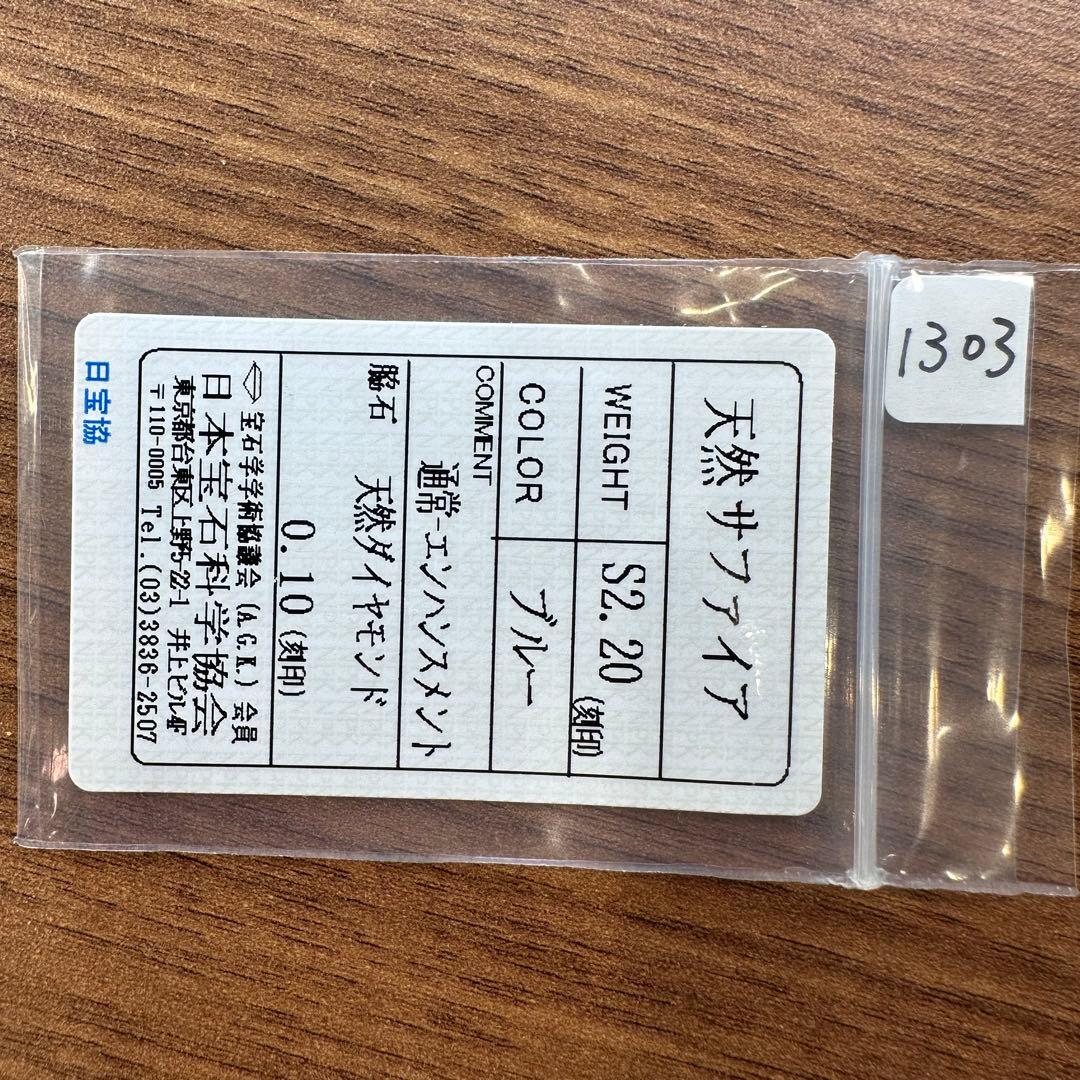 天然サファイア
WEIGHT S2.20 (刻印)
COLOR ブルー
COMMENT
通常-エンハンスメント
脇石 天然ダイヤモンド
0.10 (刻印)
宝石学学術協議会 (A.G.K.) 会員
日本宝石科学協会
東京都台東区上野5-22-1 井上ビル4F
〒110-0005 Tel.(03)3836-2507
日宝協
1303